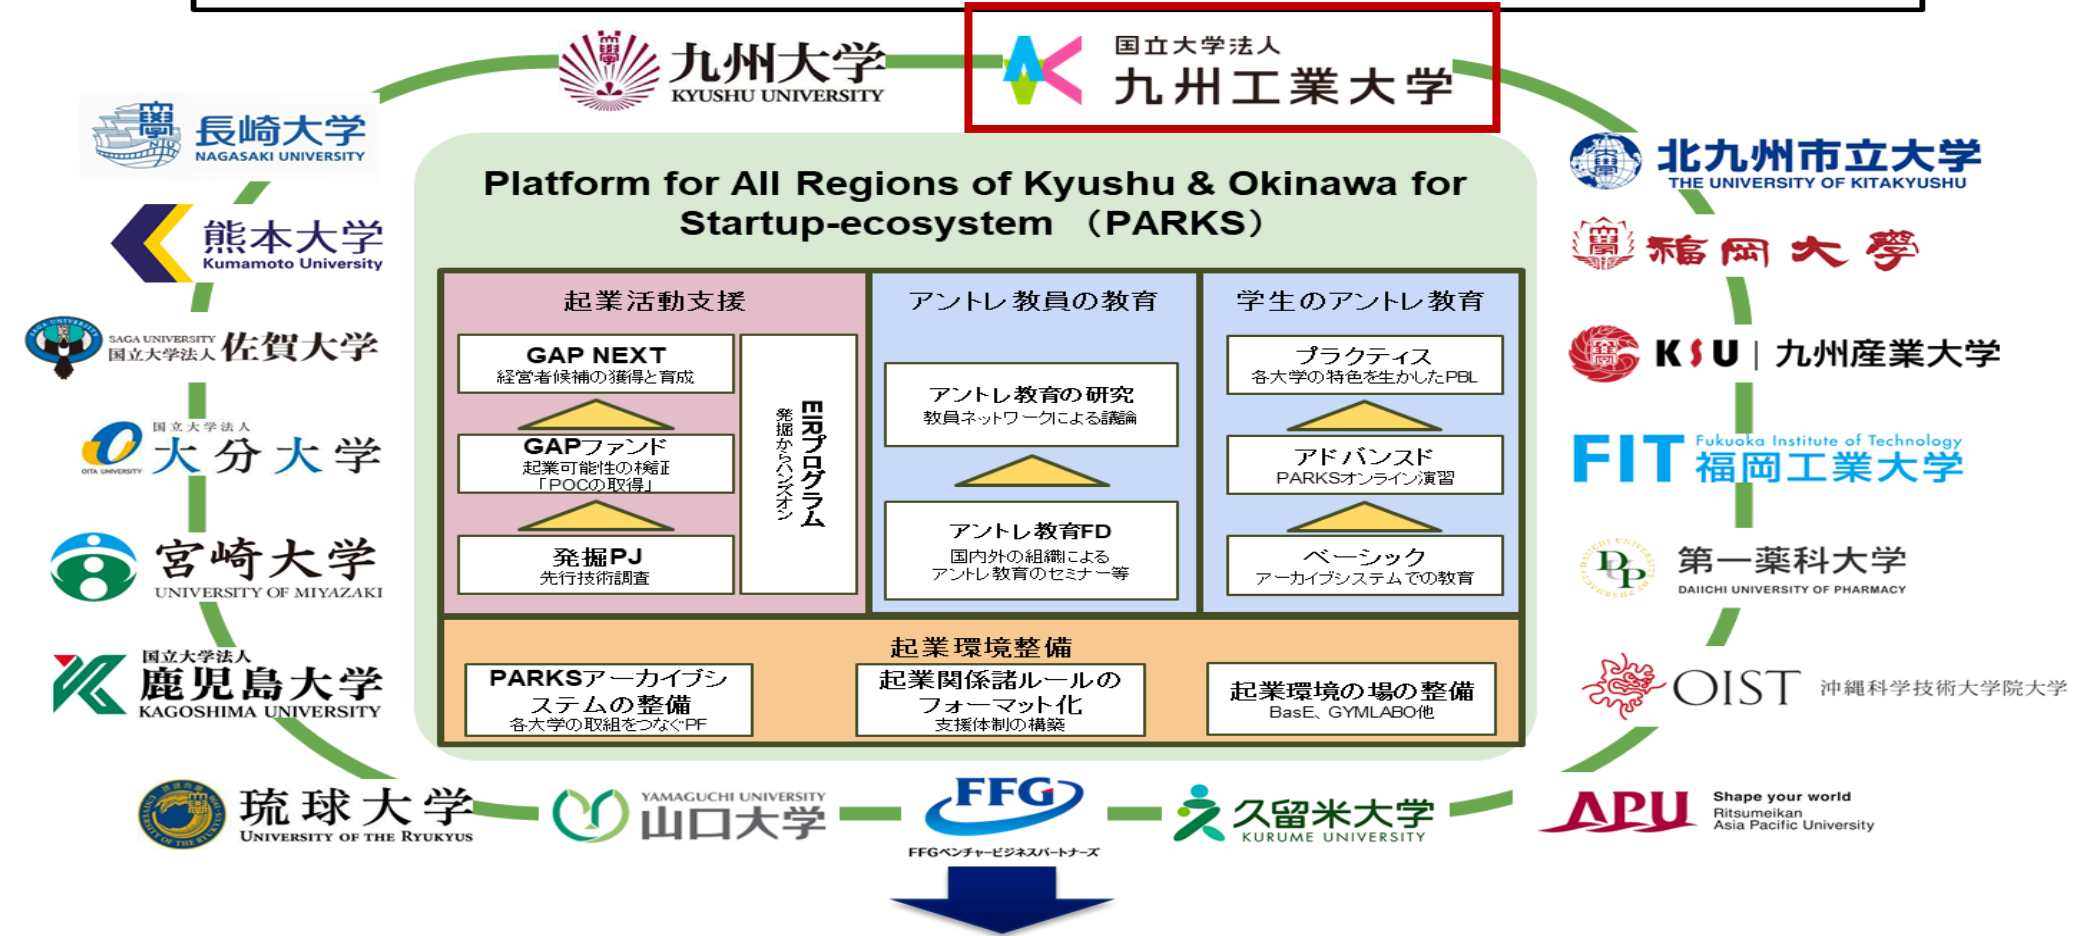 九州大学
KYUSHU UNIVERSITY
国立大学法人
九州工業大学
長崎大学
NAGASAKI UNIVERSITY
北九州市立大学
THE UNIVERSITY OF KITAKYUSHU
熊本大学
Kumamoto University
福岡大學
SAGA UNIVERSITY
国立大学法人 佐賀大学
KSU | 九州産業大学
国立大学法人
大分大学
OITA UNIVERSITY
FIT
Fukuoka Institute of Technology
福岡工業大学
宮崎大学
UNIVERSITY OF MIYAZAKI
DCP
第一薬科大学
DAIICHI UNIVERSITY OF PHARMACY
国立大学法人
鹿児島大学
KAGOSHIMA UNIVERSITY
OIST 沖縄科学技術大学院大学
Platform for All Regions of Kyushu & Okinawa for
Startup-ecosystem (PARKS)
起業活動支援
GAP NEXT
経営者候補の獲得と育成
GAPファンド
起業可能性の検証
「POCの取得」
発掘PJ
先行技術調査
EIRプログラム
発掘からハンズオン
アントレ教員の教育
アントレ教育の研究
教員ネットワークによる議論
アントレ教育FD
国内外の組織による
アントレ教育のセミナー等
学生のアントレ教育
プラクティス
各大学の特色を生かしたPBL
アドバンスド
PARKSオンライン演習
ベーシック
アーカイブシステムでの教育
起業環境整備
PARKSアーカイブシ
ステムの整備
各大学の取組をつなぐPF
起業関係諸ルールの
フォーマット化
支援体制の構築
起業環境の場の整備
BasE、GYMLABO他
琉球大学
UNIVERSITY OF THE RYUKYUS
YAMAGUCHI UNIVERSITY
山口大学
FFG
FFGベンチャービジネスパートナーズ
久留米大学
KURUME UNIVERSITY
APU
Shape your world
Ritsumeikan
Asia Pacific University